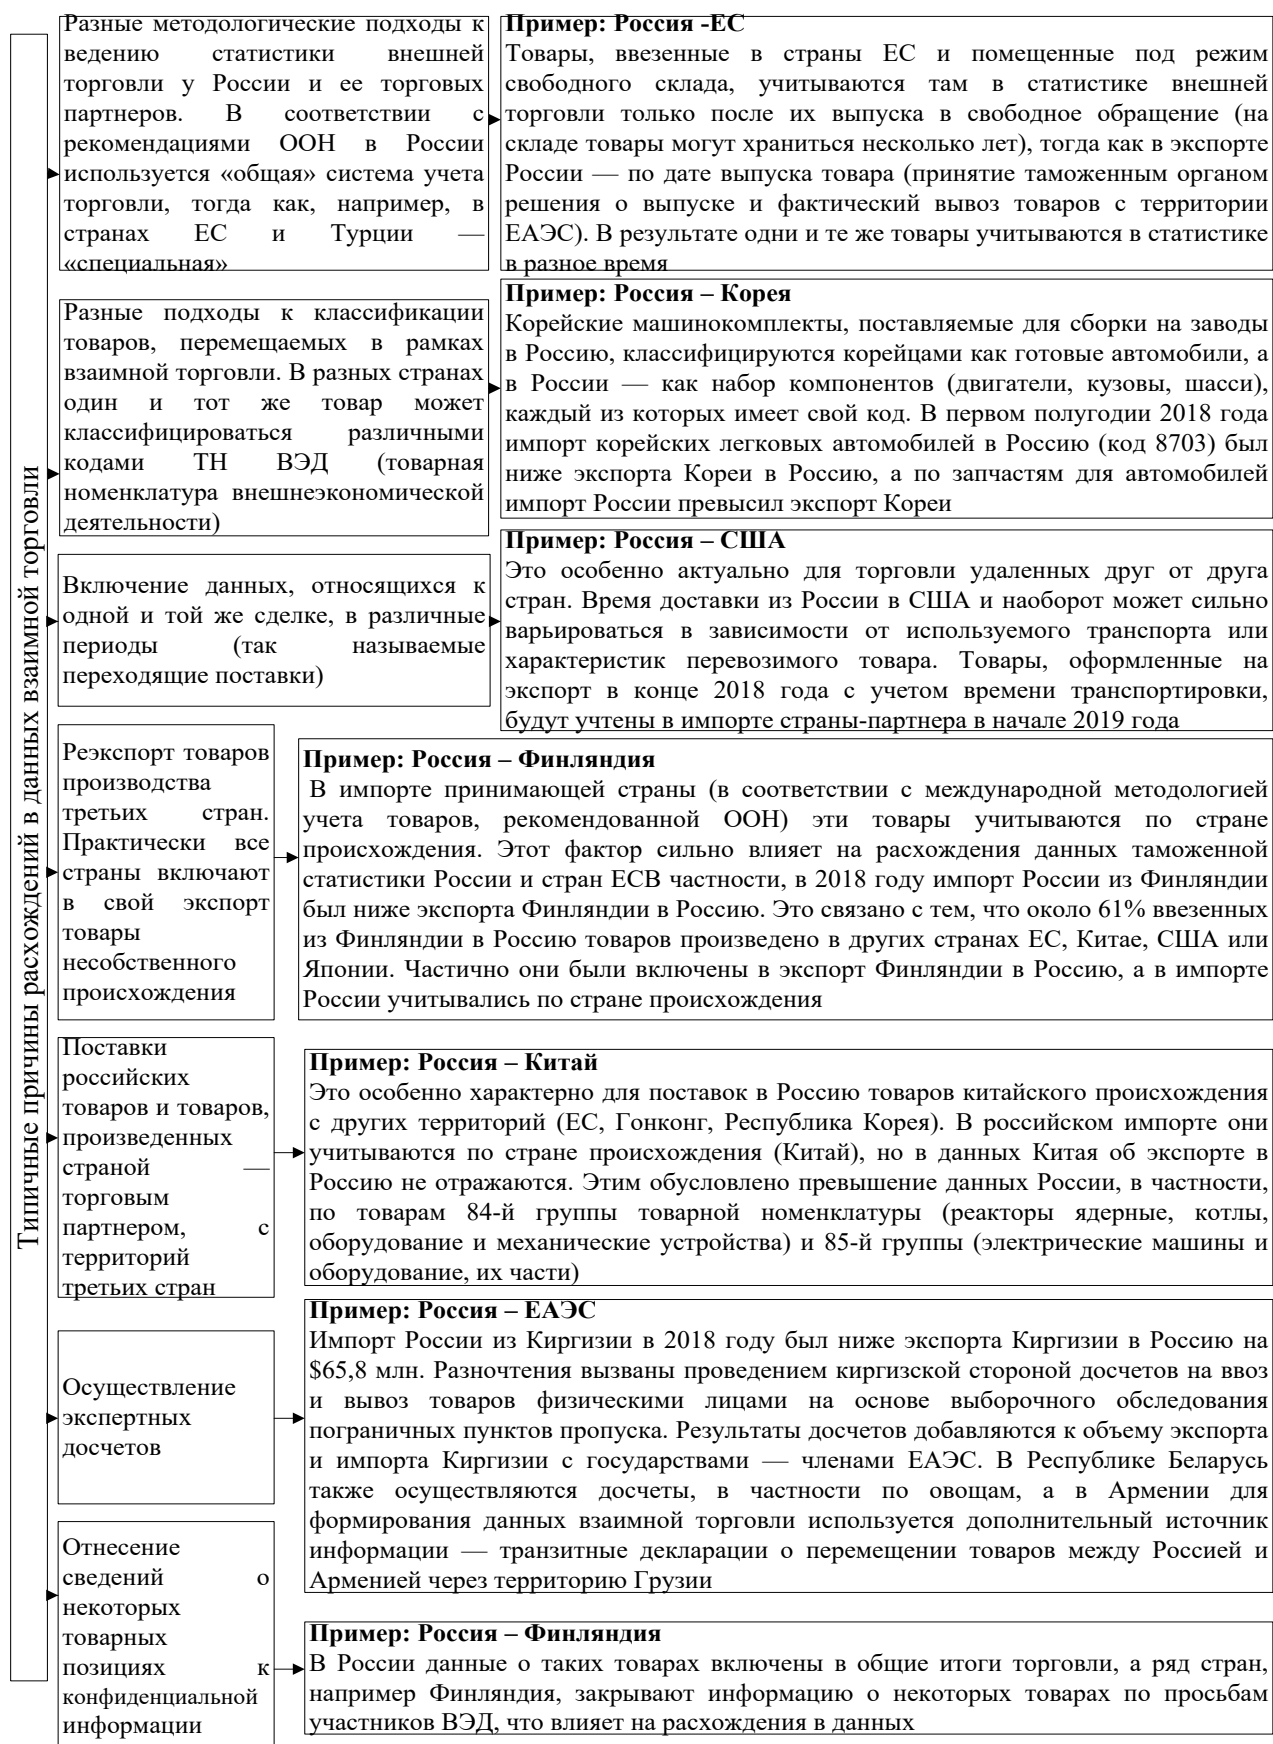 Типичные причины расхождений в данных взаимной торговли
Разные методологические подходы к
ведению статистики внешней
торговли у России и ее торговых
партнеров. В соответствии с
рекомендациями ООН в России
используется «общая» система учета
торговли, тогда как, например, в
странах ЕС и Турции —
«специальная»
Пример: Россия -ЕС
Товары, ввезенные в страны ЕС и помещенные под режим
свободного склада, учитываются там в статистике внешней
торговли только после их выпуска в свободное обращение (на
складе товары могут храниться несколько лет), тогда как в экспорте
России — по дате выпуска товара (принятие таможенным органом
решения о выпуске и фактический вывоз товаров с территории
ЕАЭС). В результате одни и те же товары учитываются в статистике
в разное время
Разные подходы к классификации
товаров, перемещаемых в рамках
взаимной торговли. В разных странах
один и тот же товар может
классифицироваться различными
кодами ТН ВЭД (товарная
номенклатура внешнеэкономической
деятельности)
Пример: Россия – Корея
Корейские машинокомплекты, поставляемые для сборки на заводы
в Россию, классифицируются корейцами как готовые автомобили, а
в России — как набор компонентов (двигатели, кузовы, шасси),
каждый из которых имеет свой код. В первом полугодии 2018 года
импорт корейских легковых автомобилей в Россию (код 8703) был
ниже экспорта Кореи в Россию, а по запчастям для автомобилей
импорт России превысил экспорт Кореи
Включение данных, относящихся к
одной и той же сделке, в различные
периоды (так называемые
переходящие поставки)
Пример: Россия – США
Это особенно актуально для торговли удаленных друг от друга
стран. Время доставки из России в США и наоборот может сильно
варьироваться в зависимости от используемого транспорта или
характеристик перевозимого товара. Товары, оформленные на
экспорт в конце 2018 года с учетом времени транспортировки,
будут учтены в импорте страны-партнера в начале 2019 года
Реэкспорт товаров
производства
третьих стран.
Практически все
страны включают
в свой экспорт
товары
несобственного
происхождения
Пример: Россия – Финляндия
В импорте принимающей страны (в соответствии с международной методологией
учета товаров, рекомендованной ООН) эти товары учитываются по стране
происхождения. Этот фактор сильно влияет на расхождения данных таможенной
статистики России и стран ЕСВ частности, в 2018 году импорт России из Финляндии
был ниже экспорта Финляндии в Россию. Это связано с тем, что около 61% ввезенных
из Финляндии в Россию товаров произведено в других странах ЕС, Китае, США или
Японии. Частично они были включены в экспорт Финляндии в Россию, а в импорте
России учитывались по стране происхождения
Поставки
российских
товаров и товаров,
произведенных
страной —
торговым
партнером, с
территорий
третьих стран
Пример: Россия – Китай
Это особенно характерно для поставок в Россию товаров китайского происхождения
с других территорий (ЕС, Гонконг, Республика Корея). В российском импорте они
учитываются по стране происхождения (Китай), но в данных Китая об экспорте в
Россию не отражаются. Этим обусловлено превышение данных России, в частности,
по товарам 84-й группы товарной номенклатуры (реакторы ядерные, котлы,
оборудование и механические устройства) и 85-й группы (электрические машины и
оборудование, их части)
Осуществление
экспертных
досчетов
Пример: Россия – ЕАЭС
Импорт России из Киргизии в 2018 году был ниже экспорта Киргизии в Россию на
$65,8 млн. Разночтения вызваны проведением киргизской стороной досчетов на ввоз
и вывоз товаров физическими лицами на основе выборочного обследования
пограничных пунктов пропуска. Результаты досчетов добавляются к объему экспорта
и импорта Киргизии с государствами — членами ЕАЭС. В Республике Беларусь
также осуществляются досчеты, в частности по овощам, а в Армении для
формирования данных взаимной торговли используется дополнительный источник
информации — транзитные декларации о перемещении товаров между Россией и
Арменией через территорию Грузии
Отнесение
сведений о
некоторых
товарных
позициях к
конфиденциальной
информации
Пример: Россия – Финляндия
В России данные о таких товарах включены в общие итоги торговли, а ряд стран,
например Финляндия, закрывают информацию о некоторых товарах по просьбам
участников ВЭД, что влияет на расхождения в данных